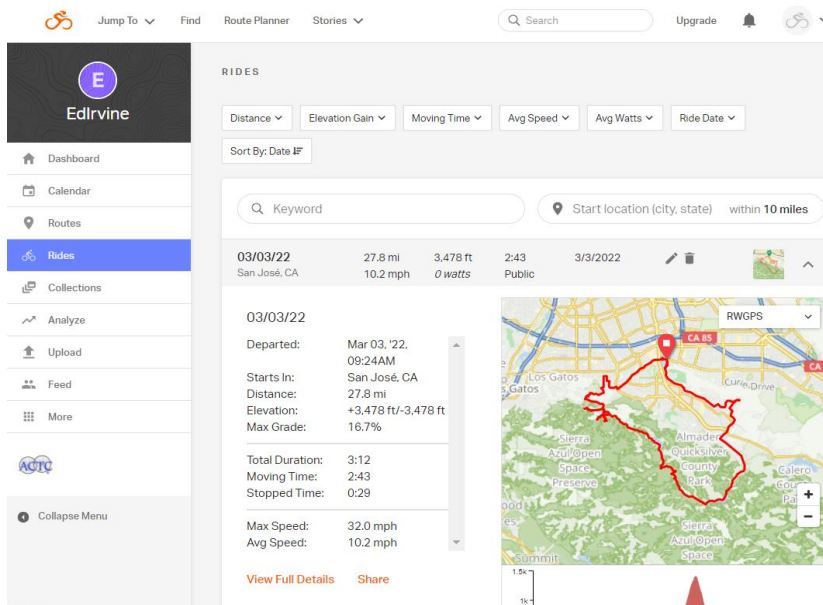 Jump To
Find
Route Planner
Stories
Search
Upgrade
E
EdIrvine
Dashboard
Calendar
Routes
Rides
Collections
Analyze
Upload
Feed
More
ACTC
Collapse Menu
RIDES
Distance
Elevation Gain
Moving Time
Avg Speed
Avg Watts
Ride Date
Sort By: Date
Keyword
Start location (city, state) within 10 miles
03/03/22 27.8 mi 3,478 ft 2:43 3/3/2022
San José, CA 10.2 mph 0 watts Public
03/03/22
Departed: Mar 03, '22,
09:24AM
Starts In: San José, CA
Distance: 27.8 mi
Elevation: +3,478 ft/-3,478 ft
Max Grade: 16.7%
Total Duration: 3:12
Moving Time: 2:43
Stopped Time: 0:29
Max Speed: 32.0 mph
Avg Speed: 10.2 mph
View Full Details Share
RWGPS
CA 85
CA
Los Gatos
s Gatos
Curie Drive
Sierra
Azul Open
Space
Preserve
Almaden
Quicksilver
County
Park
Calero
Cou
Pa
ood
es
Sierra
Azul Open
Space
Summit
+
−
1.5k
1k